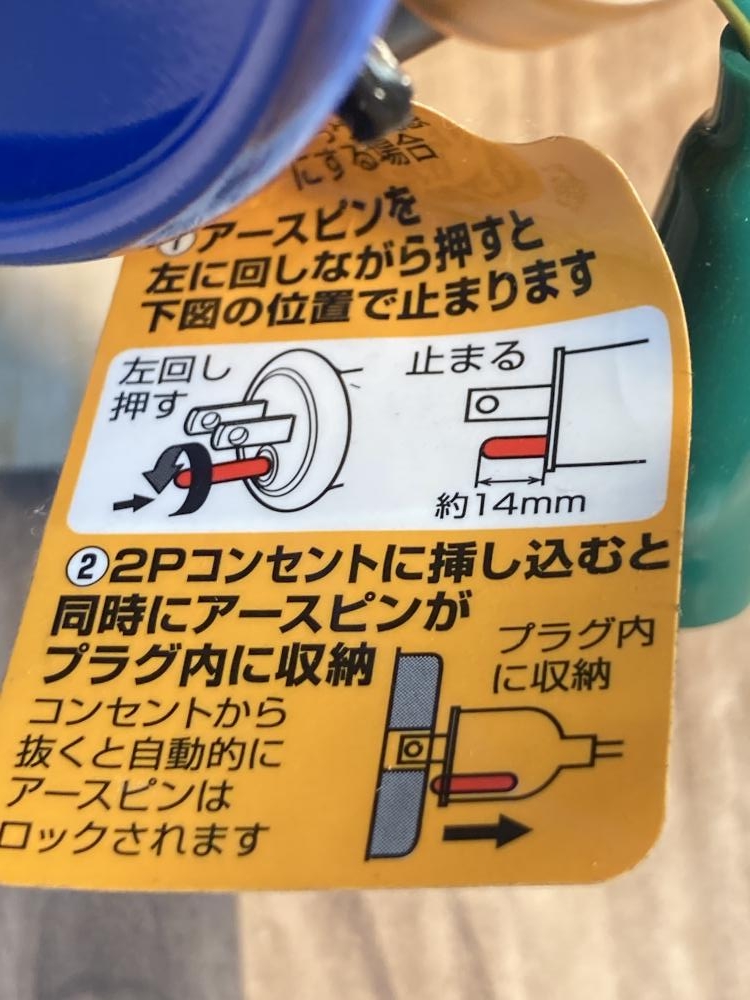 にする場合
①アースピンを
左に回しながら押すと
下図の位置で止まります
左回し
押す
止まる
約14mm
②2Pコンセントに挿し込むと
同時にアースピンが
プラグ内に収納
コンセントから
抜くと自動的に
アースピンは
ロックされます
プラグ内
に収納